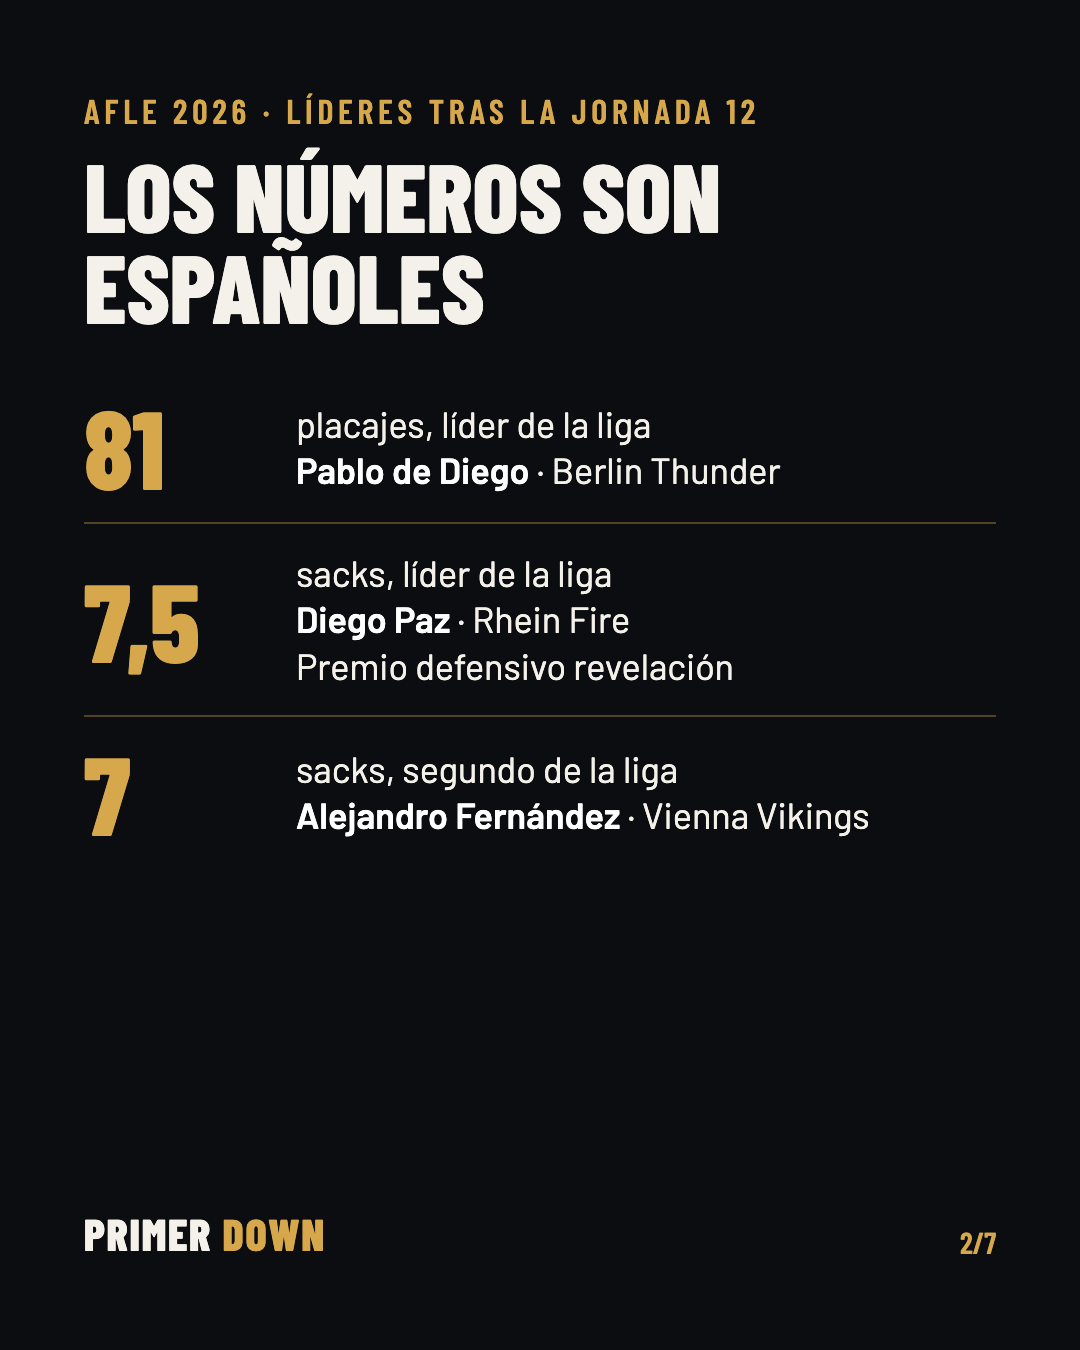 AFLE 2026 · LÍDERES TRAS LA JORNADA 12
LOS NÚMEROS SON
ESPAÑOLES
81
placajes, líder de la liga
Pablo de Diego · Berlin Thunder
7,5
sacks, líder de la liga
Diego Paz · Rhein Fire
Premio defensivo revelación
7
sacks, segundo de la liga
Alejandro Fernández · Vienna Vikings
PRIMER DOWN
2/7